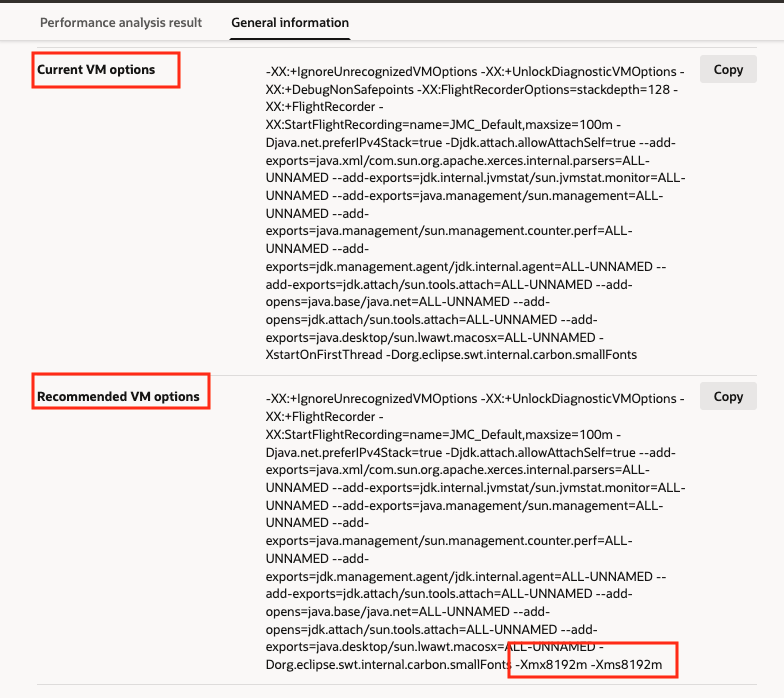 Performance analysis result General information
Current VM options
-XX:+IgnoreUnrecognizedVMOptions -XX:+UnlockDiagnosticVMOptions -
XX:+DebugNonSafepoints -XX:FlightRecorderOptions=stackdepth=128 -
XX:+FlightRecorder -
XX:StartFlightRecording=name=JMC_Default,maxsize=100m -
Djava.net.preferIPv4Stack=true -Djdk.attach.allowAttachSelf=true --add-
exports=java.xml/com.sun.org.apache.xerces.internal.parsers=ALL-
UNNAMED --add-exports=jdk.internal.jvmstat/sun.jvmstat.monitor=ALL-
UNNAMED --add-exports=java.management/sun.management=ALL-
UNNAMED --add-
exports=java.management/sun.management.counter.perf=ALL-
UNNAMED --add-
exports=jdk.management.agent/jdk.internal.agent=ALL-UNNAMED --
add-exports=jdk.attach/sun.tools.attach=ALL-UNNAMED --add-
opens=java.base/java.net=ALL-UNNAMED --add-
opens=jdk.attach/sun.tools.attach=ALL-UNNAMED --add-
exports=java.desktop/sun.lwawt.macosx=ALL-UNNAMED -
XstartOnFirstThread -Dorg.eclipse.swt.internal.carbon.smallFonts
Copy
Recommended VM options
-XX:+IgnoreUnrecognizedVMOptions -XX:+UnlockDiagnosticVMOptions -
XX:+FlightRecorder -
XX:StartFlightRecording=name=JMC_Default,maxsize=100m -
Djava.net.preferIPv4Stack=true -Djdk.attach.allowAttachSelf=true --add-
exports=java.xml/com.sun.org.apache.xerces.internal.parsers=ALL-
UNNAMED --add-exports=jdk.internal.jvmstat/sun.jvmstat.monitor=ALL-
UNNAMED --add-exports=java.management/sun.management=ALL-
UNNAMED --add-
exports=java.management/sun.management.counter.perf=ALL-
UNNAMED --add-
exports=jdk.management.agent/jdk.internal.agent=ALL-UNNAMED --
add-exports=jdk.attach/sun.tools.attach=ALL-UNNAMED --add-
opens=java.base/java.net=ALL-UNNAMED --add-
opens=jdk.attach/sun.tools.attach=ALL-UNNAMED --add-
exports=java.desktop/sun.lwawt.macosx=ALL-UNNAMED -
Dorg.eclipse.swt.internal.carbon.smallFonts -Xmx8192m -Xms8192m
Copy